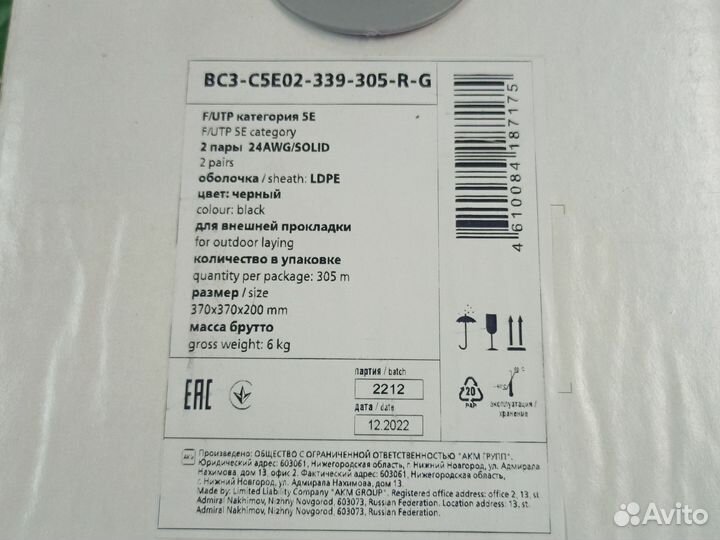 BC3-C5E02-339-305-R-G
F/UTP категория 5E
F/UTP 5E category
2 пары 24AWG/SOLID
2 pairs
оболочка / sheath: LDPE
цвет: черный
colour: black
для внешней прокладки
for outdoor laying
количество в упаковке
quantity per package: 305 m
размер / size
370x370x200 mm
масса брутто
gross weight: 6 kg
4 610084 187175
EAC
партия / batch
2212
дата / date
12.2022
20
PAP
эксплуатация /
хранение
Произведено: ОБЩЕСТВО С ОГРАНИЧЕННОЙ ОТВЕТСТВЕННОСТЬЮ "АКМ ГРУПП".
Юридический адрес: 603061, Нижегородская область, г. Нижний Новгород, ул. Адмирала
Нахимова, дом 13, офис 2. Фактический адрес: 603061, Нижегородская область,
г. Нижний Новгород, ул. Адмирала Нахимова, дом 13.
Made by: Limited Liability Company "AKM GROUP". Registered office address: office 2, 13, st.
Admiral Nakhimov, Nizhny Novgorod, 603073, Russian Federation. Location address: 13, st.
Admiral Nakhimov, Nizhny Novgorod, 603073, Russian Federation.
Avito